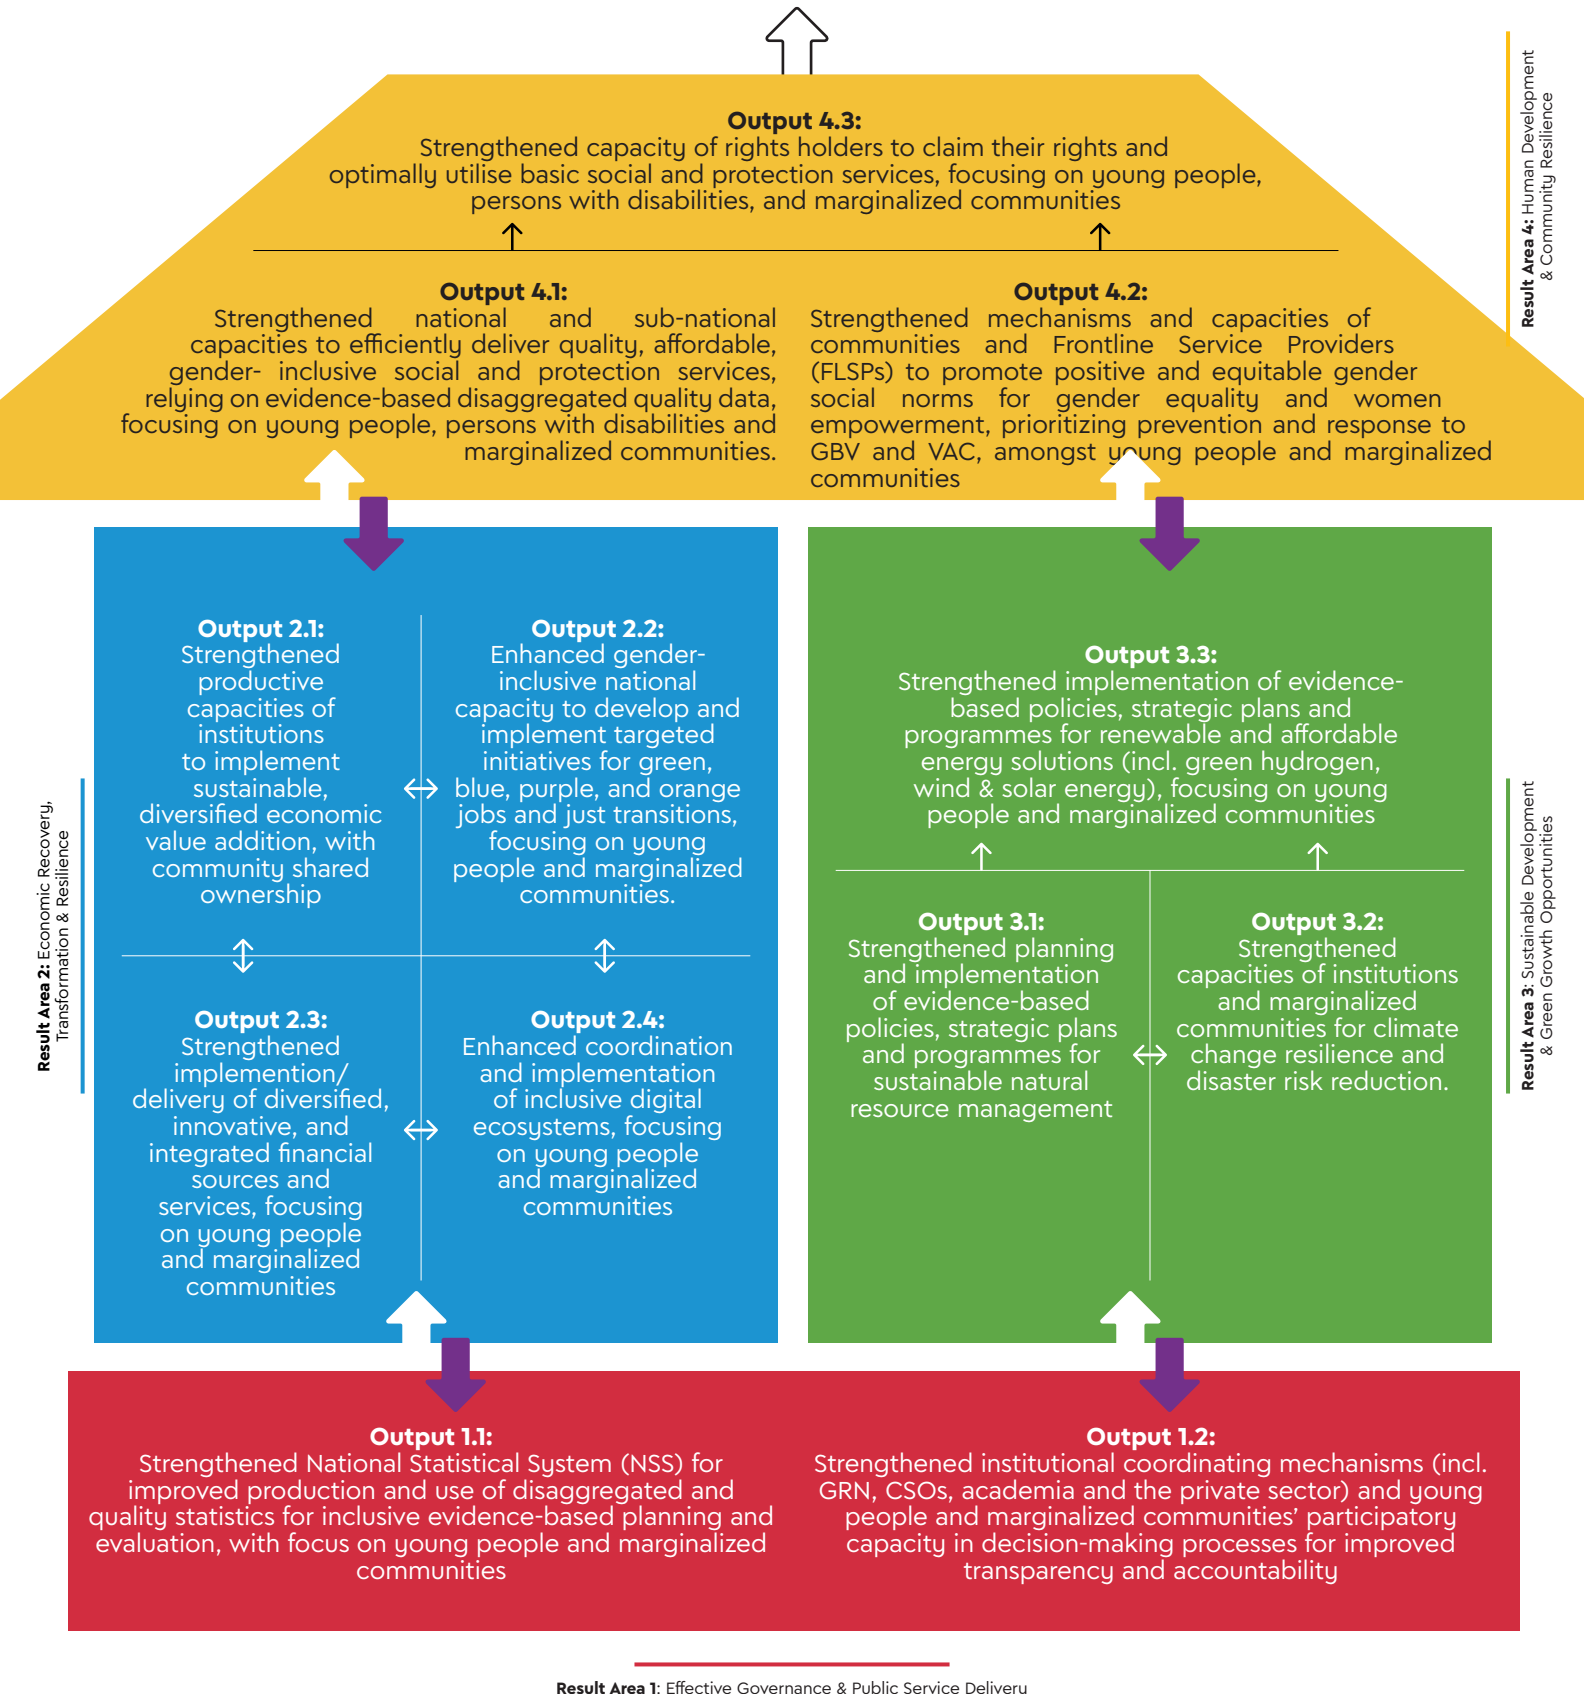 Output 4.3:
Strengthened capacity of rights holders to claim their rights and
optimally utilise basic social and protection services, focusing on young people,
persons with disabilities, and marginalized communities
Result Area 4: Human Development
& Community Resilience
Output 4.1:
Strengthened national and sub-national
capacities to efficiently deliver quality, affordable,
gender- inclusive social and protection services,
relying on evidence-based disaggregated quality data,
focusing on young people, persons with disabilities and
marginalized communities.
Output 4.2:
Strengthened mechanisms and capacities of
communities and Frontline Service Providers
(FLSPs) to promote positive and equitable gender
social norms for gender equality and women
empowerment, prioritizing prevention and response to
GBV and VAC, amongst young people and marginalized
communities
Result Area 2: Economic Recovery,
Transformation & Resilience
Output 2.1:
Strengthened
productive
capacities of
institutions
to implement
sustainable,
diversified economic
value addition, with
community shared
ownership
Output 2.2:
Enhanced gender-
inclusive national
capacity to develop and
implement targeted
initiatives for green,
blue, purple, and orange
jobs and just transitions,
focusing on young
people and marginalized
communities.
Output 2.3:
Strengthened
implemention/
delivery of diversified,
innovative, and
integrated financial
sources and
services, focusing
on young people
and marginalized
communities
Output 2.4:
Enhanced coordination
and implementation
of inclusive digital
ecosystems, focusing
on young people
and marginalized
communities
Output 3.3:
Strengthened implementation of evidence-
based policies, strategic plans and
programmes for renewable and affordable
energy solutions (incl. green hydrogen,
wind & solar energy), focusing on young
people and marginalized communities
Output 3.1:
Strengthened planning
and implementation
of evidence-based
policies, strategic plans
and programmes for
sustainable natural
resource management
Output 3.2:
Strengthened
capacities of institutions
and marginalized
communities for climate
change resilience and
disaster risk reduction.
Result Area 3: Sustainable Development
& Green Growth Opportunities
Output 1.1:
Strengthened National Statistical System (NSS) for
improved production and use of disaggregated and
quality statistics for inclusive evidence-based planning and
evaluation, with focus on young people and marginalized
communities
Output 1.2:
Strengthened institutional coordinating mechanisms (incl.
GRN, CSOs, academia and the private sector) and young
people and marginalized communities’ participatory
capacity in decision-making processes for improved
transparency and accountability
Result Area 1: Effective Governance & Public Service Delivery